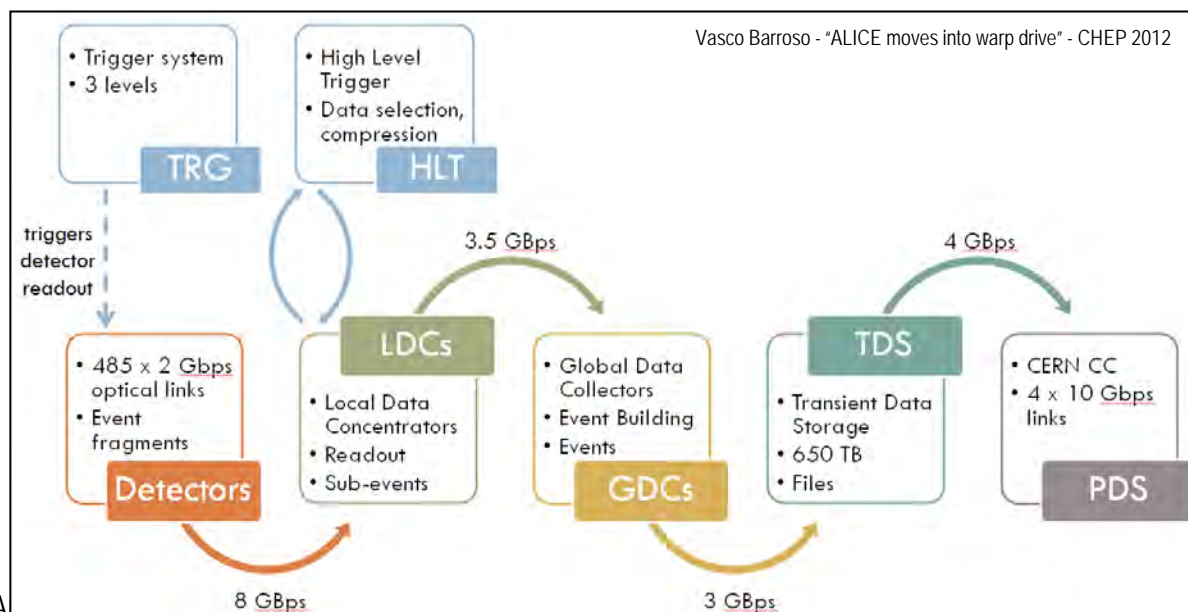 Vasco Barroso - "ALICE moves into warp drive" - CHEP 2012
• Trigger system
• 3 levels
TRG
• High Level
Trigger
• Data selection,
compression
HLT
triggers
detector
readout
3.5 GBps
4 GBps
• 485 x 2 Gbps
optical links
• Event
fragments
Detectors
LDCs
• Local Data
Concentrators
• Readout
• Sub-events
• Global Data
Collectors
• Event Building
• Events
GDCs
TDS
• Transient Data
Storage
• 650 TB
• Files
• CERN CC
• 4 x 10 Gbps
links
PDS
8 GBps
3 GBps